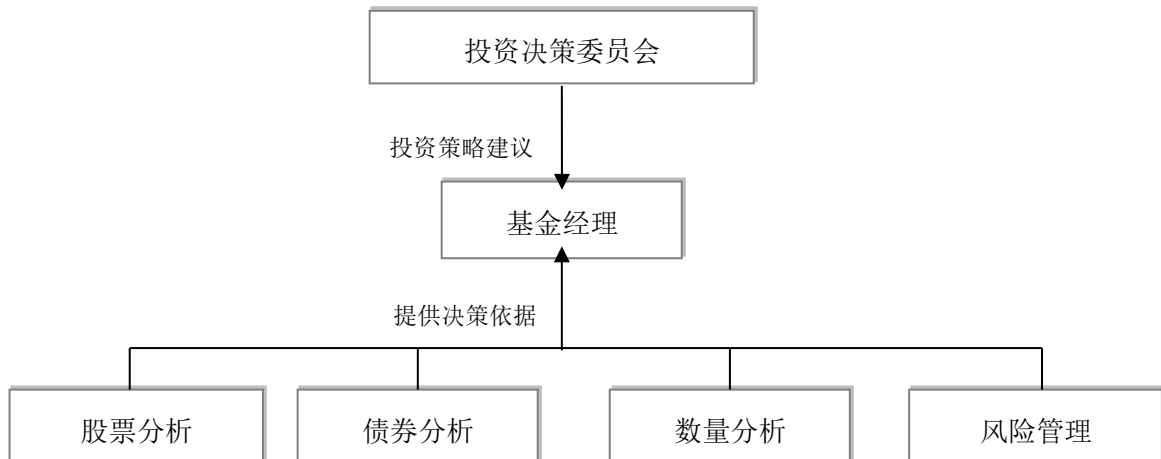 投资决策委员会
投资策略建议
基金经理
提供决策依据
股票分析
债券分析
数量分析
风险管理